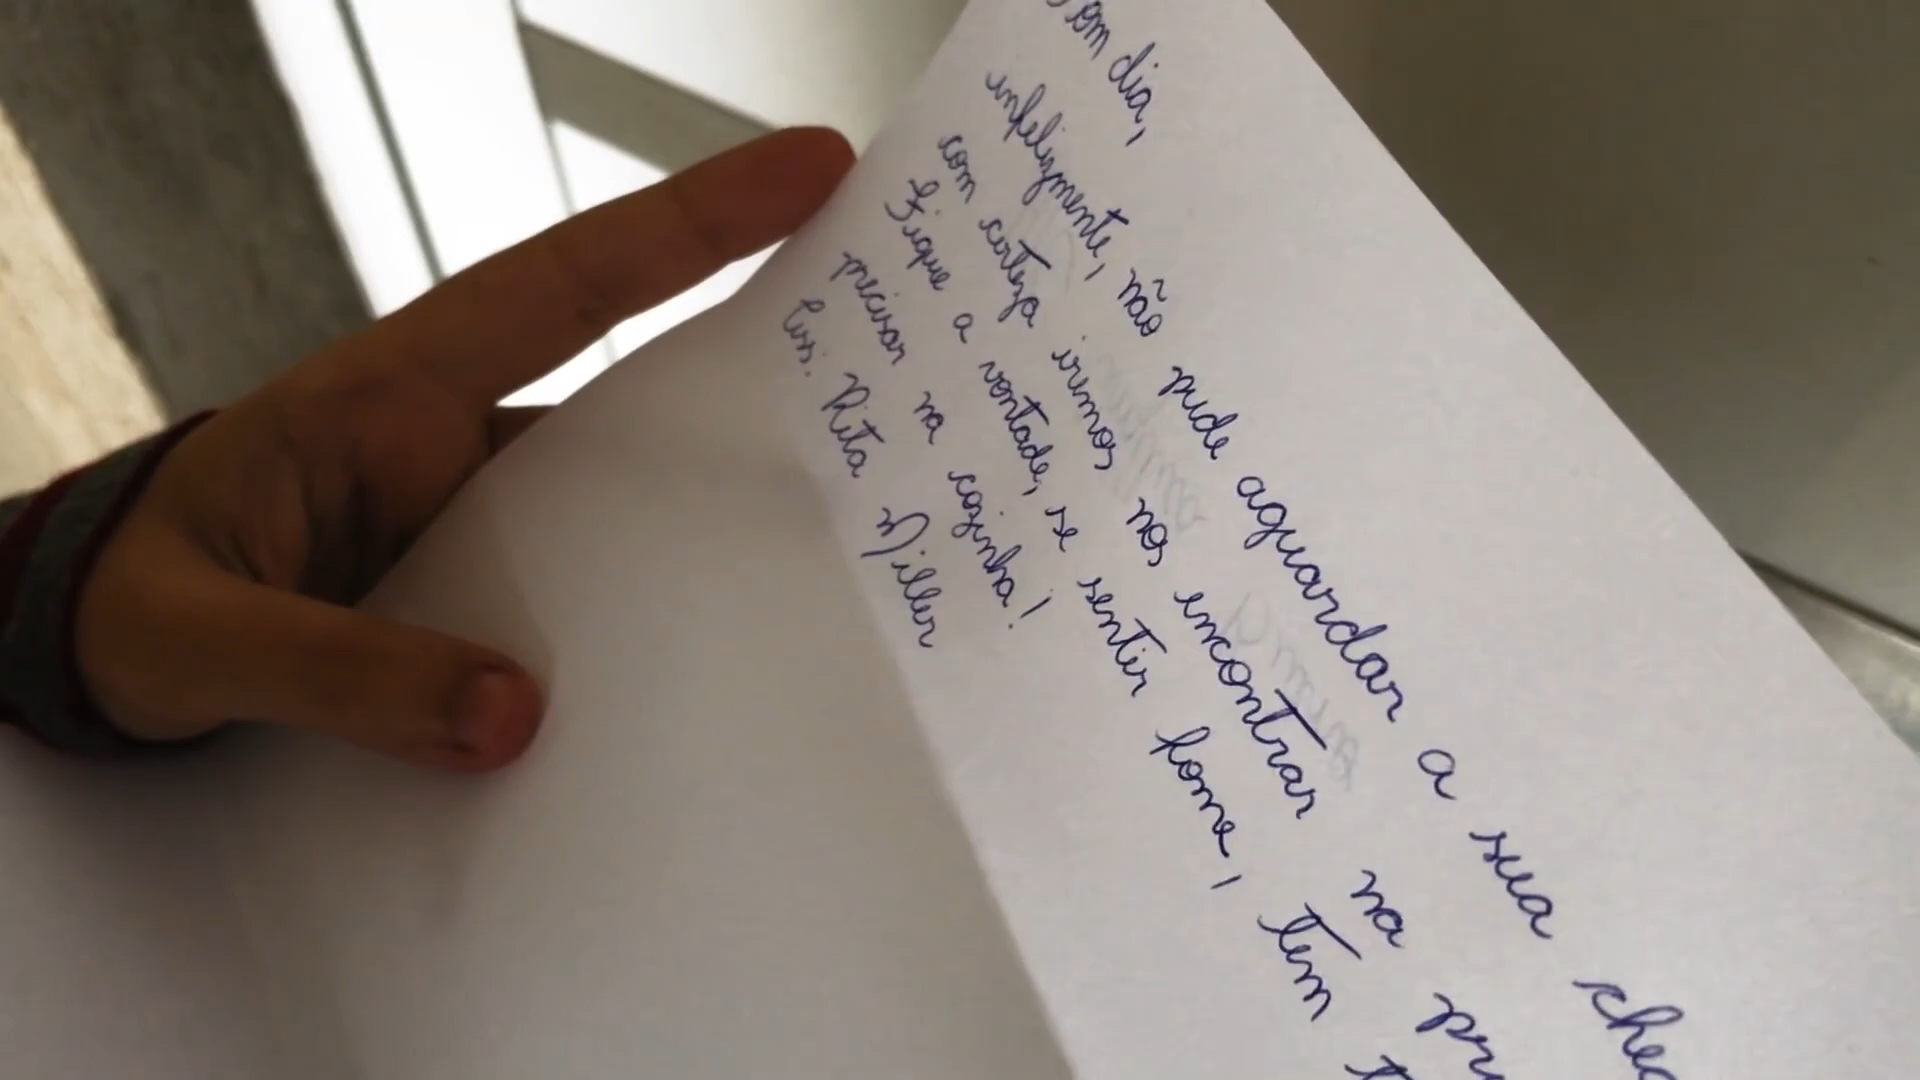 om dia,
infelizmente, não pude aguardar a sua che
com certeza iremos nos encontrar na pr
Fique a vontade, se sentir fome, tem t
precisar na cozinha!
Ass: Rita Miller